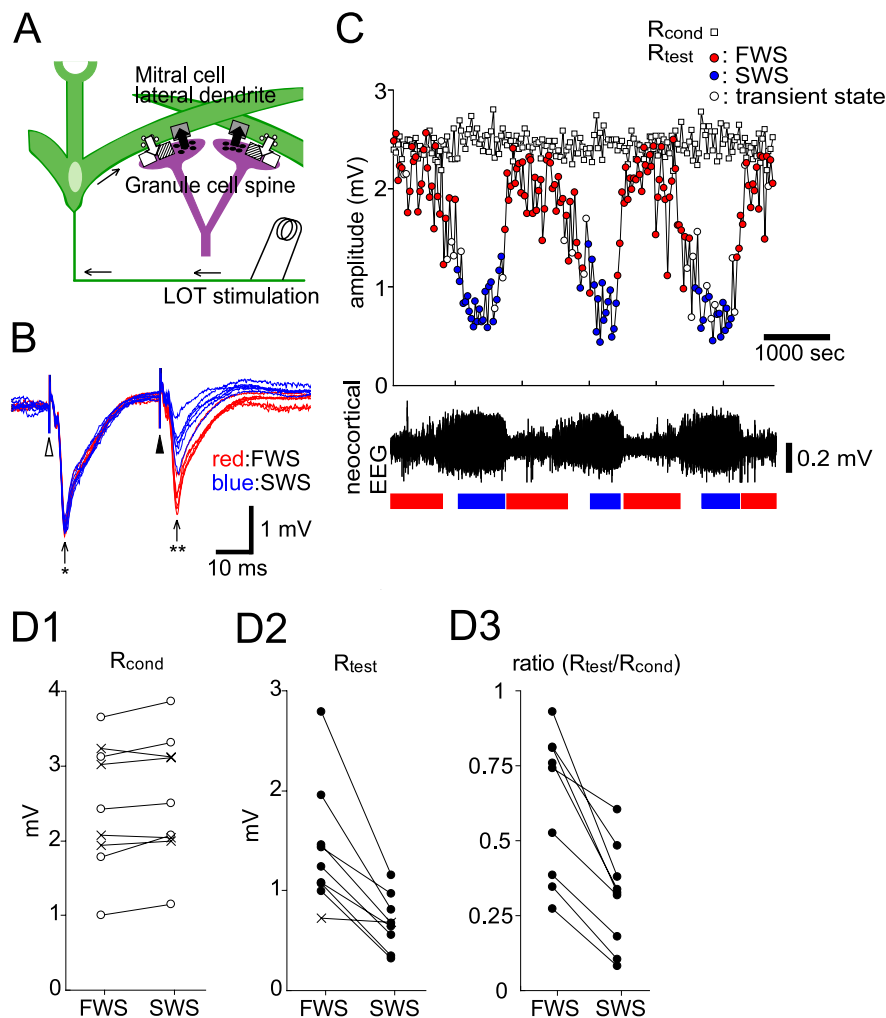 A
Mitral cell
lateral dendrite
Granule cell spine
LOT stimulation
B
red:FWS
blue:SWS
1 mV
10 ms
*
**
C
Rcond
Rtest
: FWS
: SWS
: transient state
3
2
1
0
amplitude (mV)
1000 sec
neocortical
EEG
0.2 mV
D1
Rcond
4
3
2
1
0
mV
FWS SWS
D2
Rtest
3
2
1
0
mV
FWS SWS
D3
ratio (Rtest/Rcond)
1
0.75
0.5
0.25
0
FWS SWS